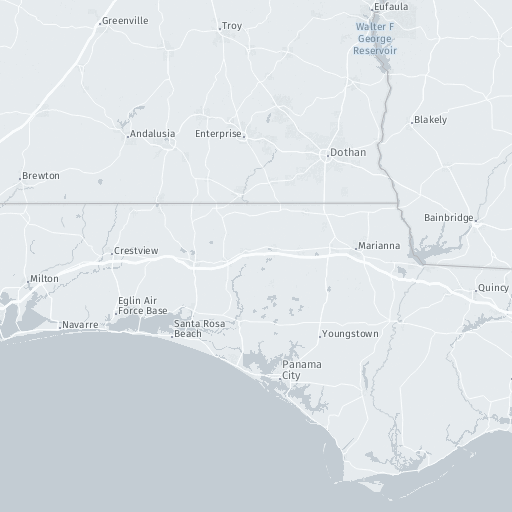 Eufaula
Greenville
Troy
Walter F
George
Reservoir
Blakely
Andalusia
Enterprise
Dothan
Brewton
Bainbridge
Marianna
Crestview
Milton
Quincy
Eglin Air
Force Base
Navarre
Santa Rosa
Beach
Youngstown
Panama
City